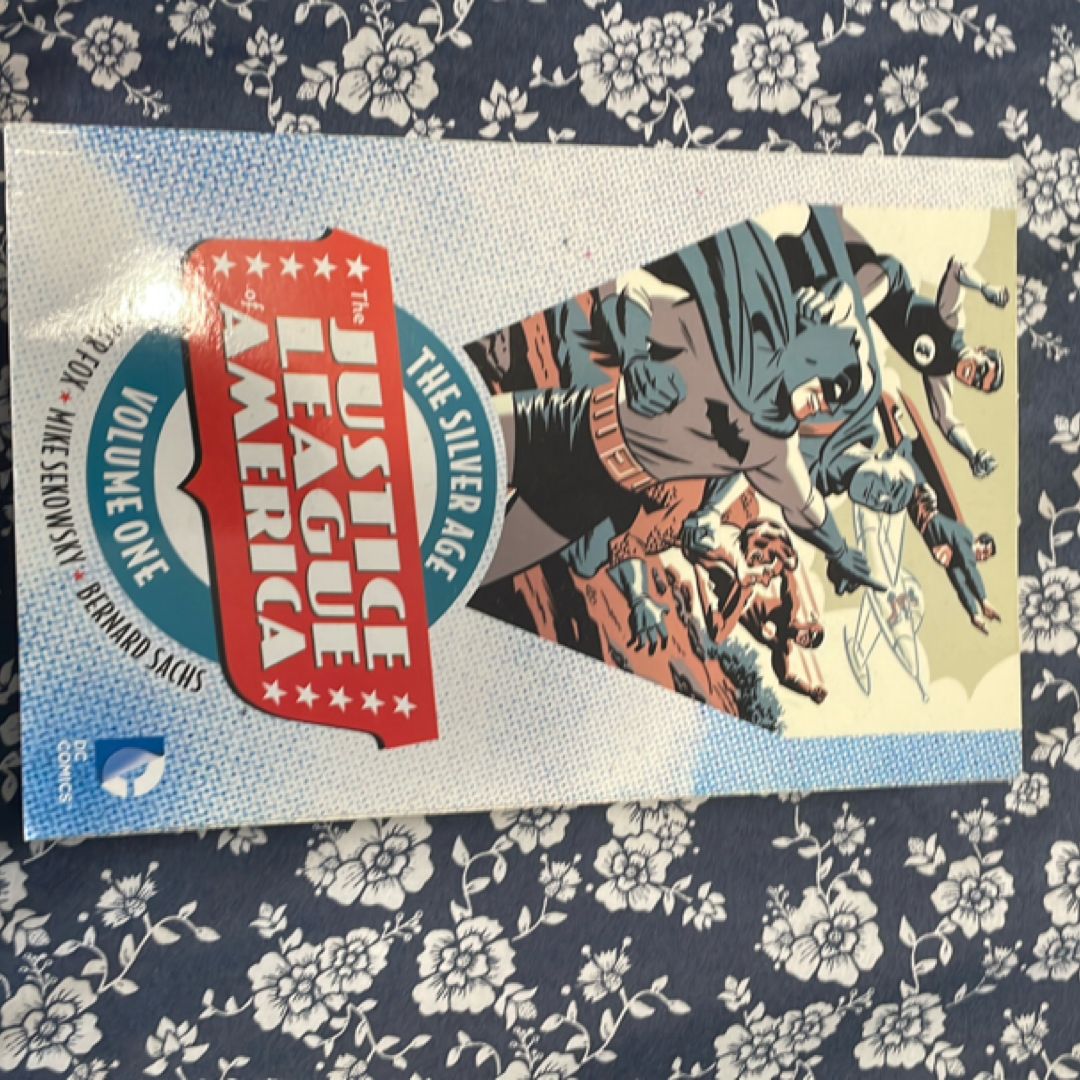 THE SILVER AGE
The
JUSTICE
LEAGUE
of
AMERICA
VOLUME ONE
FOX ★ MIKE SEKOWSKY ★ BERNARD SACHS
DC
COMICS